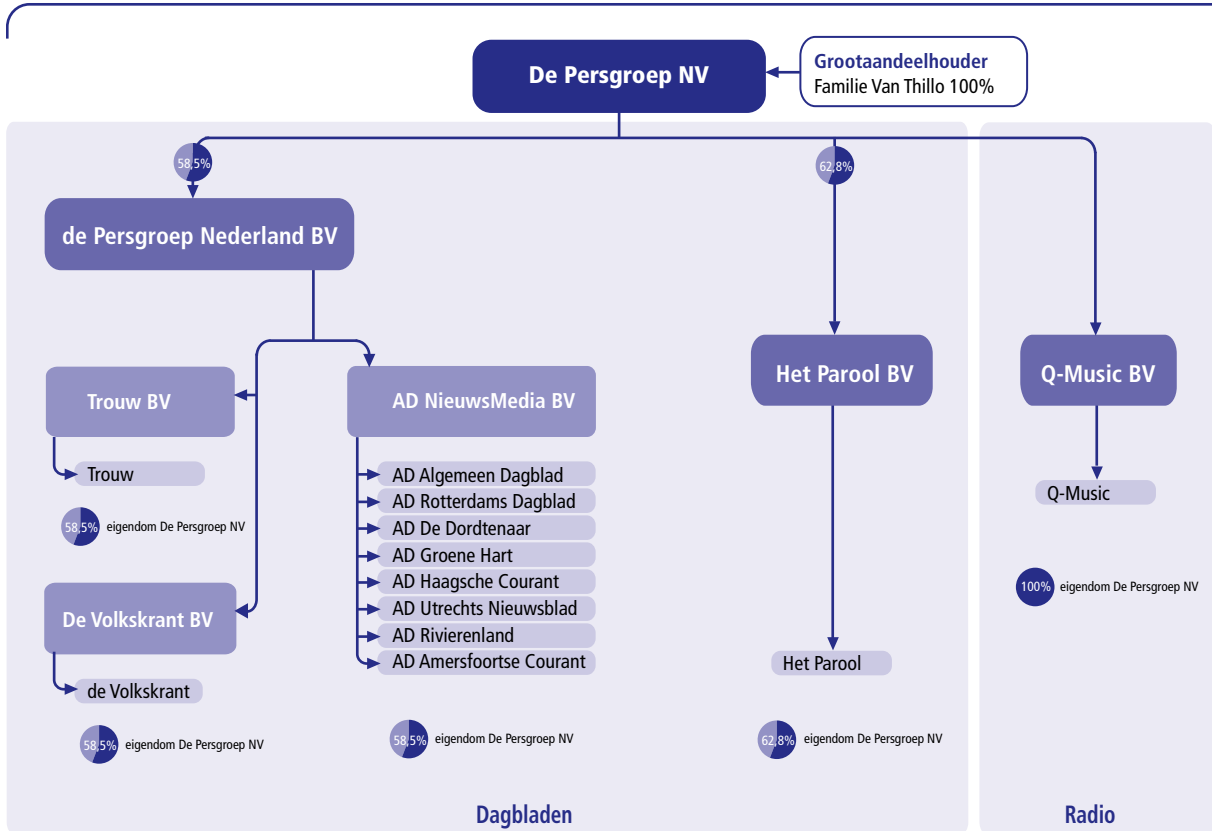 De Persgroep NV
Grootaandeelhouder
Familie Van Thillo 100%
58,5%
62,8%
de Persgroep Nederland BV
Trouw BV
AD NieuwsMedia BV
Het Parool BV
Q-Music BV
Trouw
58,5% eigendom De Persgroep NV
De Volkskrant BV
de Volkskrant
58,5% eigendom De Persgroep NV
AD Algemeen Dagblad
AD Rotterdams Dagblad
AD De Dordtenaar
AD Groene Hart
AD Haagsche Courant
AD Utrechts Nieuwsblad
AD Rivierenland
AD Amersfoortse Courant
58,5% eigendom De Persgroep NV
Het Parool
62,8% eigendom De Persgroep NV
Q-Music
100% eigendom De Persgroep NV
Dagbladen
Radio